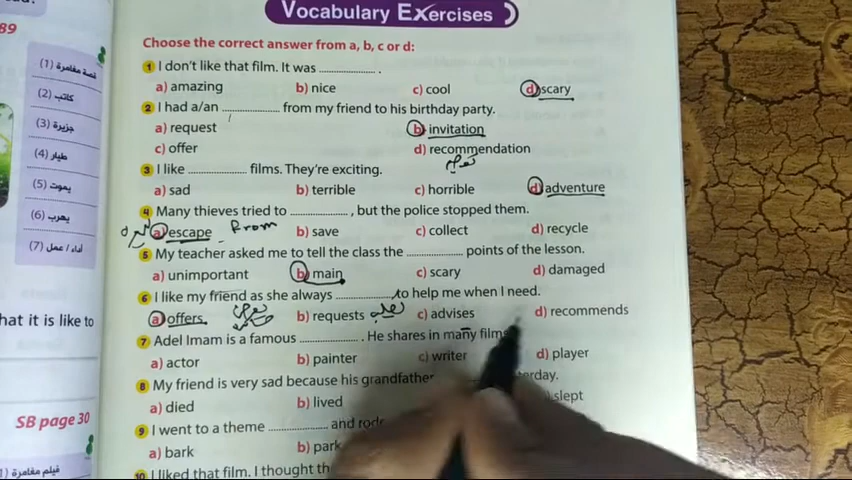 Vocabulary Exercises
89
Choose the correct answer from a, b, c or d:
1 I don't like that film. It was .................... .
a) amazing b) nice c) cool d) scary
2 I had a/an .................... from my friend to his birthday party.
a) request b) invitation
c) offer d) recommendation
3 I like .................... films. They're exciting.
a) sad b) terrible c) horrible d) adventure
4 Many thieves tried to .................... , but the police stopped them.
a) escape From b) save c) collect d) recycle
5 My teacher asked me to tell the class the .................... points of the lesson.
a) unimportant b) main c) scary d) damaged
6 I like my friend as she always .................... to help me when I need.
a) offers b) requests c) advises d) recommends
7 Adel Imam is a famous .................... . He shares in many films
a) actor b) painter c) writer d) player
8 My friend is very sad because his grandfather
a) died b) lived slept
9 I went to a theme .................... and rode
a) bark b) park
10 I liked that film. I thought
(1) قصة مغامرة
(2) كاتب
(3) جزيرة
(4) طيار
(5) يموت
(6) يهرب
(7) أداء / عمل
hat it is like to
SB page 30
فيلم مغامرة (1